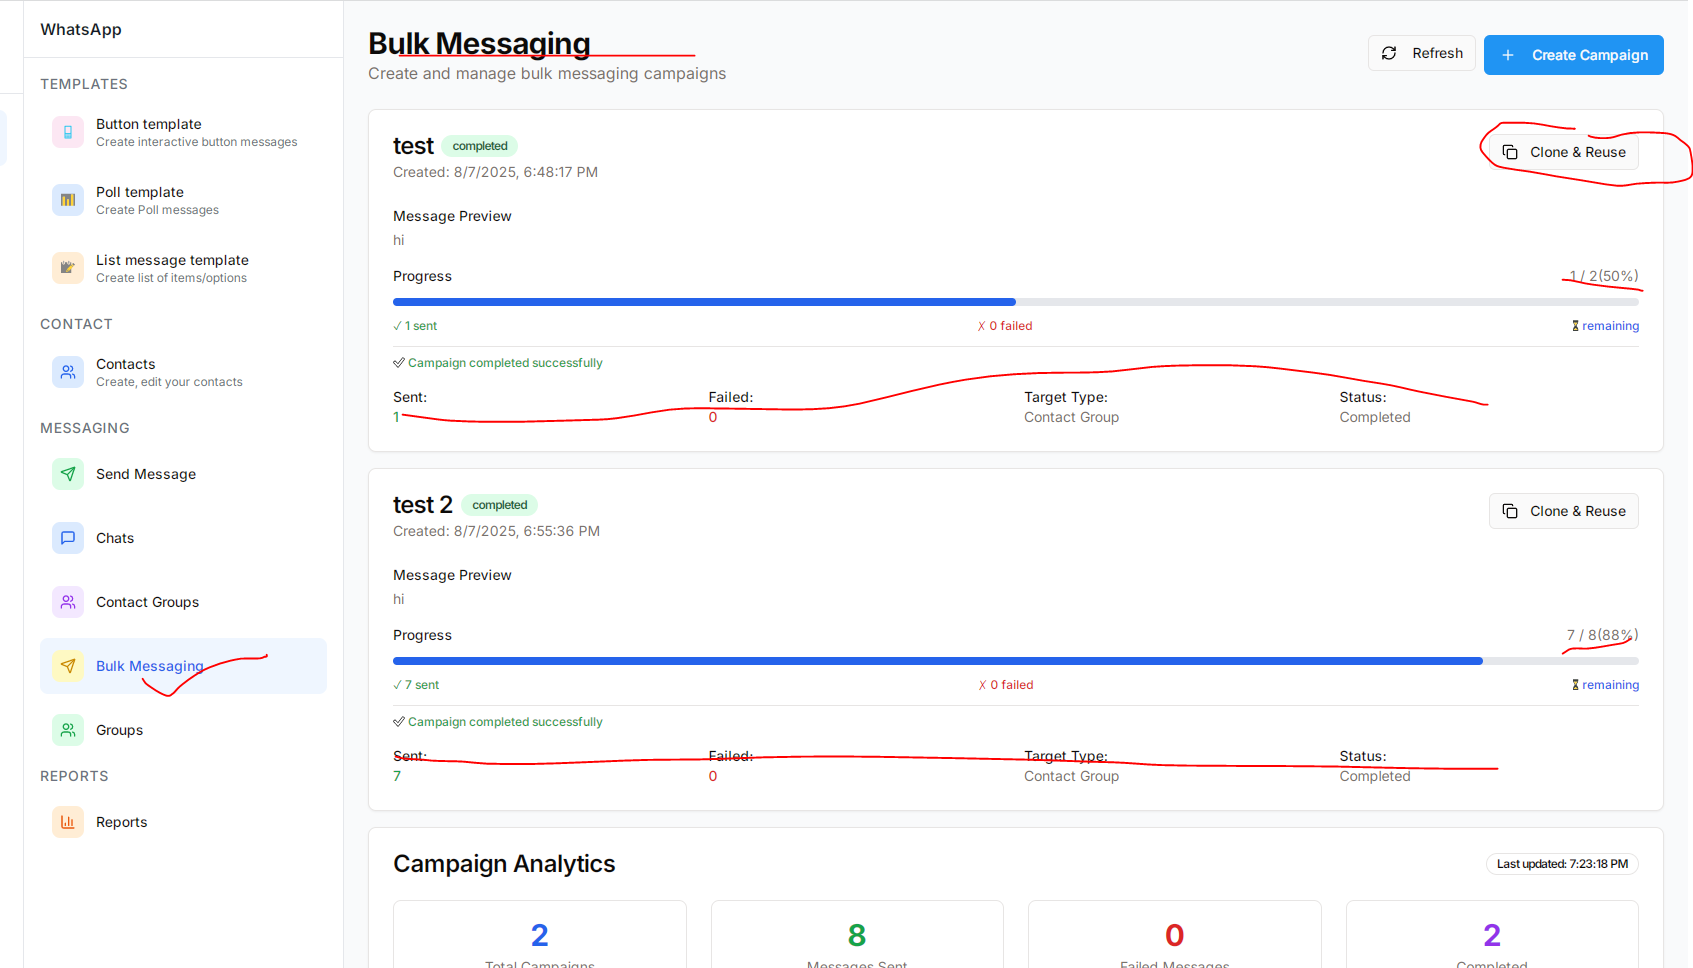 WhatsApp
TEMPLATES
Button template
Create interactive button messages
Poll template
Create Poll messages
List message template
Create list of items/options
CONTACT
Contacts
Create, edit your contacts
MESSAGING
Send Message
Chats
Contact Groups
Bulk Messaging
Groups
REPORTS
Reports
Bulk Messaging
Create and manage bulk messaging campaigns
Refresh
+ Create Campaign
test completed
Created: 8/7/2025, 6:48:17 PM
Clone & Reuse
Message Preview
hi
Progress 1 / 2(50%)
✓ 1 sent ✗ 0 failed ⏳ remaining
✅ Campaign completed successfully
Sent: Failed: Target Type: Status:
1 0 Contact Group Completed
test 2 completed
Created: 8/7/2025, 6:55:36 PM
Clone & Reuse
Message Preview
hi
Progress 7 / 8(88%)
✓ 7 sent ✗ 0 failed ⏳ remaining
✅ Campaign completed successfully
Sent: Failed: Target Type: Status:
7 0 Contact Group Completed
Campaign Analytics Last updated: 7:23:18 PM
2 8 0 2
Total Campaigns Messages Sent Failed Messages Completed